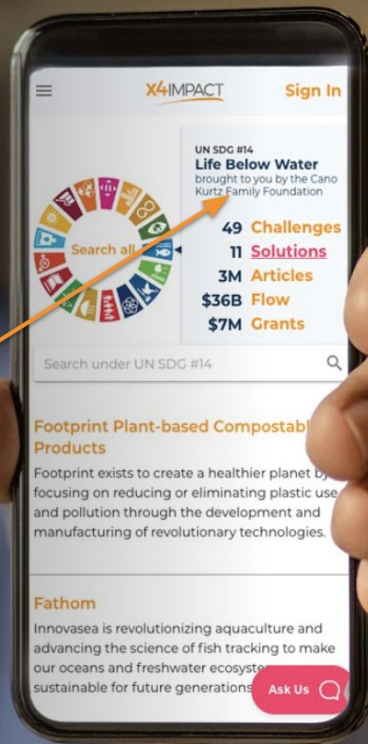 X4IMPACT
Sign In
UN SDG #14
Life Below Water
brought to you by the Cano
Kurtz Family Foundation
Search all
49 Challenges
11 Solutions
3M Articles
$36B Flow
$7M Grants
Search under UN SDG #14
Footprint Plant-based
Products
Footprint exists to create a healthier planet by
focusing on reducing or eliminating plastic use
and pollution through the development and
manufacturing of revolutionary technologies.
Fathom
Innovasea is revolutionizing aquaculture and
advancing the science of fish tracking to make
our oceans and freshwater
sustainable for future generations
Ask Us